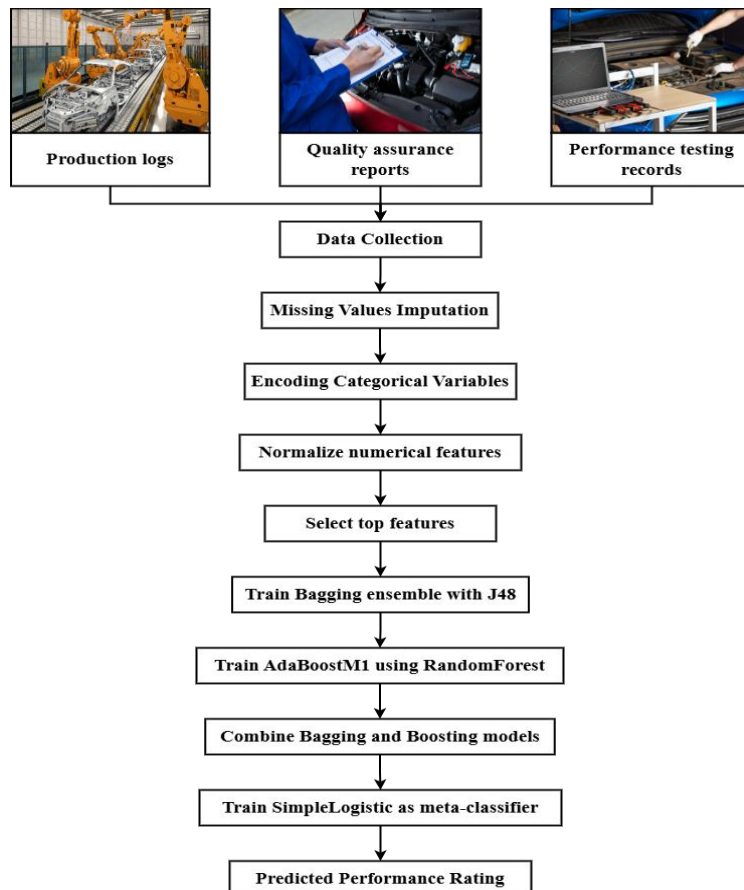 Production logs
Quality assurance
reports
Performance testing
records
Data Collection
Missing Values Imputation
Encoding Categorical Variables
Normalize numerical features
Select top features
Train Bagging ensemble with J48
Train AdaBoostM1 using RandomForest
Combine Bagging and Boosting models
Train SimpleLogistic as meta-classifier
Predicted Performance Rating